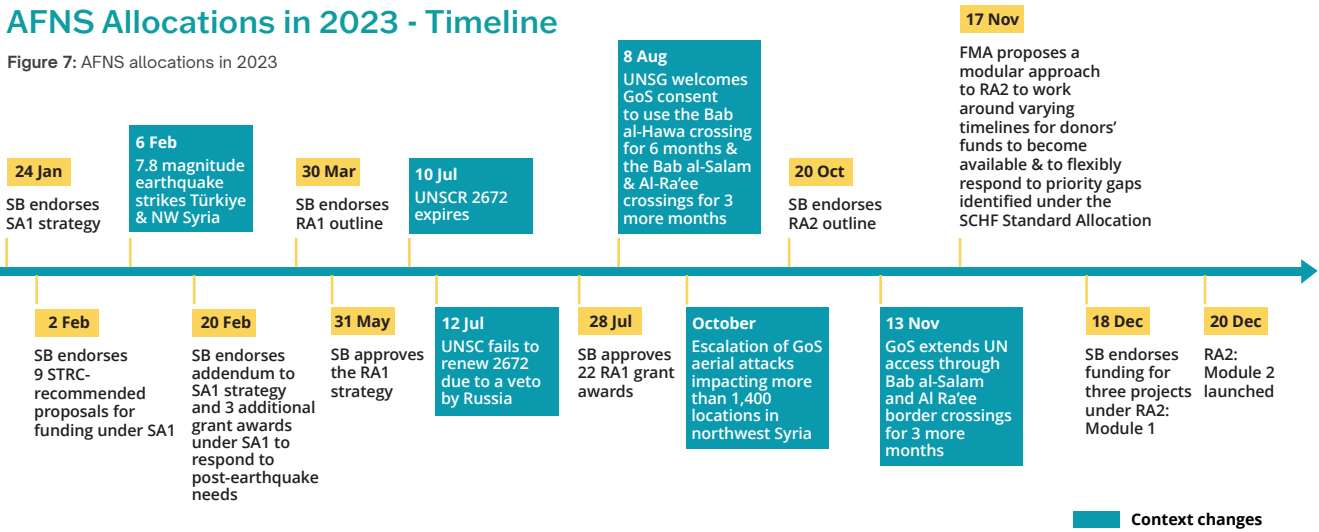 AFNS Allocations in 2023 - Timeline
Figure 7: AFNS allocations in 2023
24 Jan
SB endorses
SA1 strategy
6 Feb
7.8 magnitude
earthquake
strikes Türkiye
& NW Syria
30 Mar
SB endorses
RA1 outline
10 Jul
UNSCR 2672
expires
8 Aug
UNSG welcomes
GoS consent
to use the Bab
al-Hawa crossing
for 6 months &
the Bab al-Salam
& Al-Ra’ee
crossings for 3
more months
20 Oct
SB endorses
RA2 outline
17 Nov
FMA proposes a
modular approach
to RA2 to work
around varying
timelines for donors’
funds to become
available & to flexibly
respond to priority gaps
identified under the
SCHF Standard Allocation
2 Feb
SB endorses
9 STRC-
recommended
proposals for
funding under SA1
20 Feb
SB endorses
addendum to
SA1 strategy
and 3 additional
grant awards
under SA1 to
respond to
post-earthquake
needs
31 May
SB approves
the RA1
strategy
12 Jul
UNSC fails to
renew 2672
due to a veto
by Russia
28 Jul
SB approves
22 RA1 grant
awards
October
Escalation of GoS
aerial attacks
impacting more
than 1,400
locations in
northwest Syria
13 Nov
GoS extends UN
access through
Bab al-Salam
and Al Ra’ee
border crossings
for 3 more
months
18 Dec
SB endorses
funding for
three projects
under RA2:
Module 1
20 Dec
RA2:
Module 2
launched
Context changes